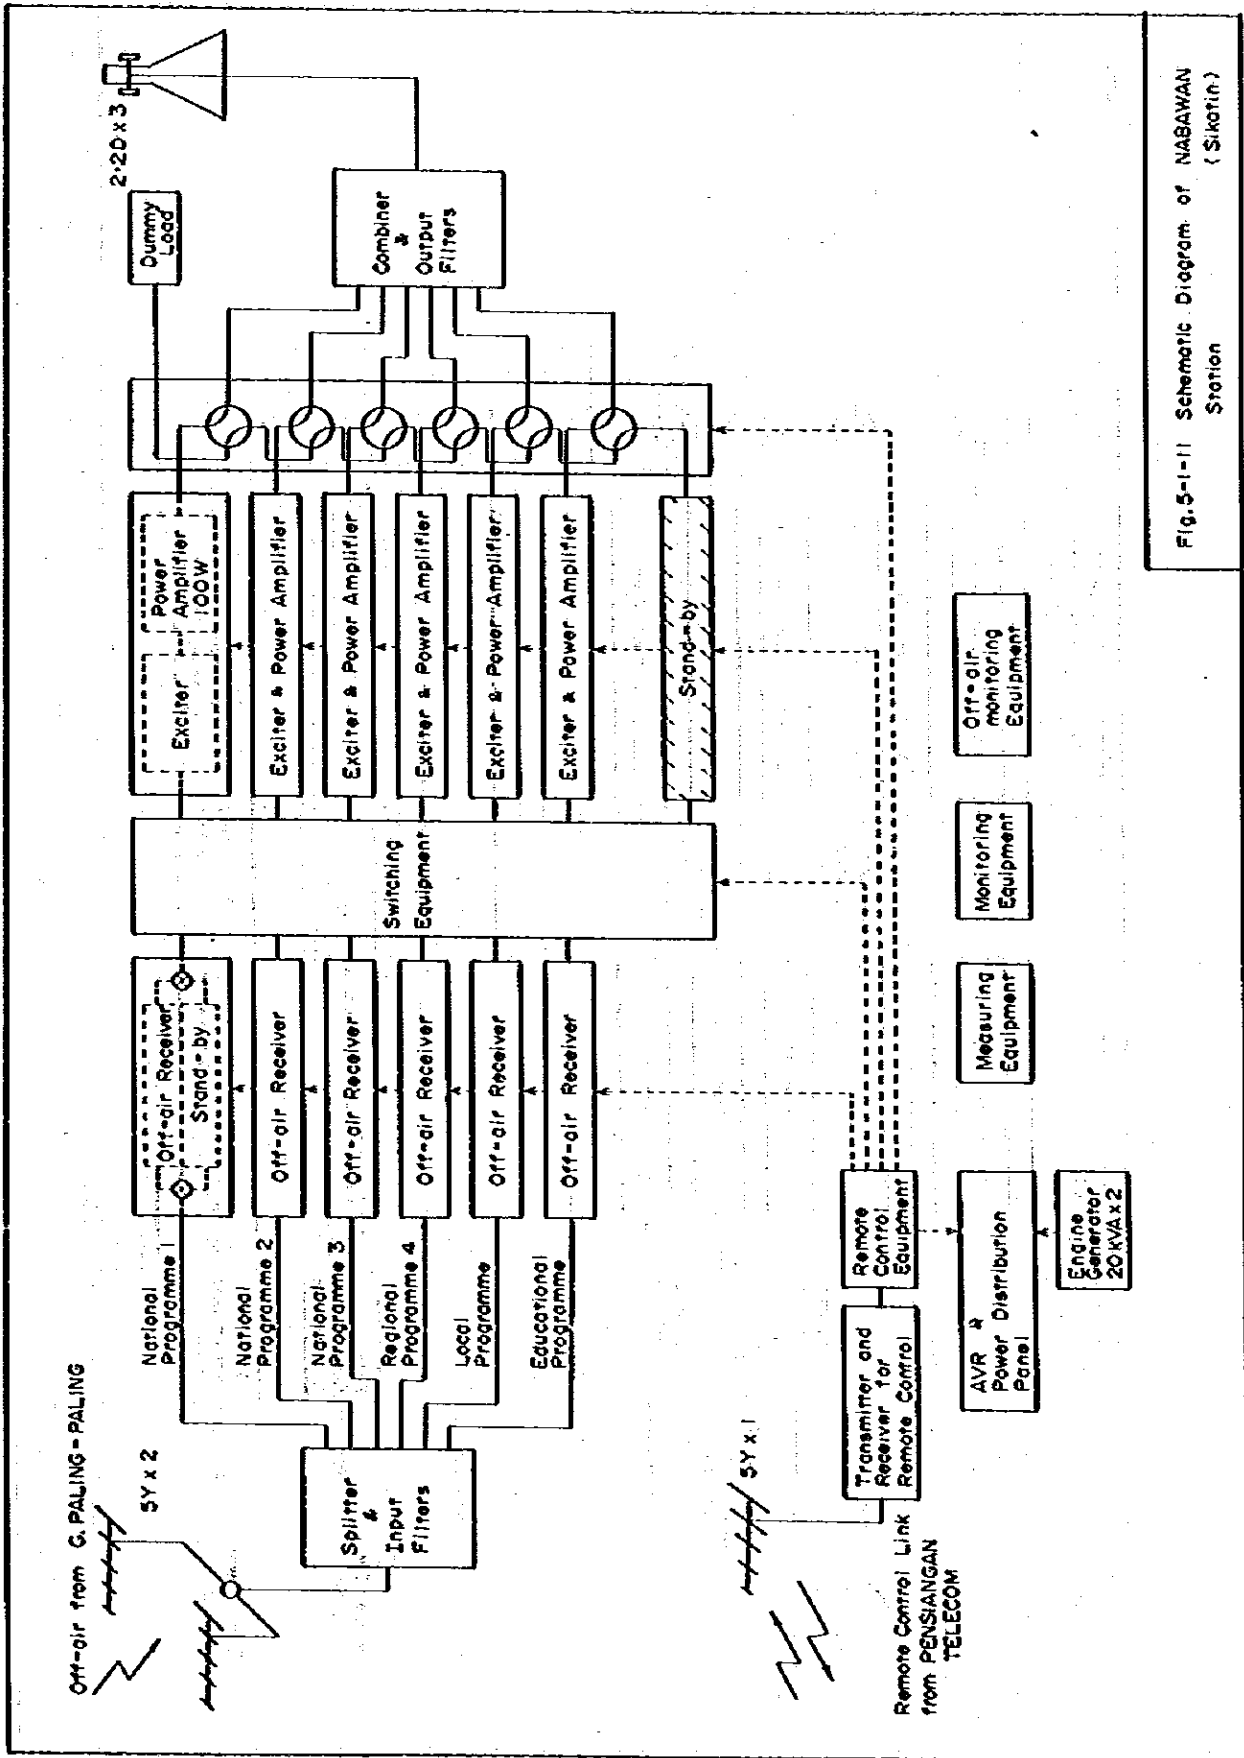 Off-air from G. PALING-PALING
5Y x 2
Splitter
&
Input
Filters
National
Programme 1
National
Programme 2
National
Programme 3
Regional
Programme 4
Local
Programme
Educational
Programme
Off-air Receiver
Stand-by
Off-air Receiver
Off-air Receiver
Off-air Receiver
Off-air Receiver
Off-air Receiver
Switching
Equipment
Exciter
Power
Amplifier
100W
Exciter & Power Amplifier
Exciter & Power Amplifier
Exciter & Power Amplifier
Exciter & Power Amplifier
Exciter & Power Amplifier
Stand-by
Dummy
Load
2·2D x 3
Combiner
&
Output
Filters
5Y x 1
Remote Control Link
from PENSIANGAN
TELECOM
Transmitter and
Receiver for
Remote Control
Remote
Control
Equipment
AVR &
Power Distribution
Panel
Engine
Generator
20 kVA x 2
Measuring
Equipment
Monitoring
Equipment
Off-air
monitoring
Equipment
Fig. 5-1-11 Schematic Diagram of NABAWAN
Station (Sikatin)